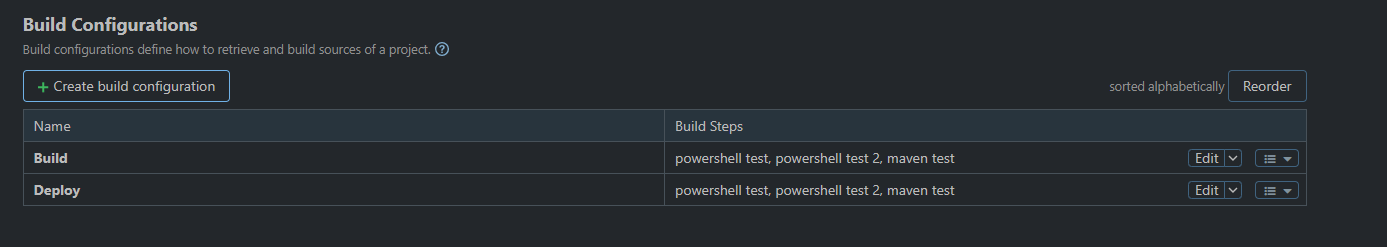 Build Configurations
Build configurations define how to retrieve and build sources of a project. ?
+ Create build configuration
sorted alphabetically Reorder
Name Build Steps
Build powershell test, powershell test 2, maven test Edit
Deploy powershell test, powershell test 2, maven test Edit